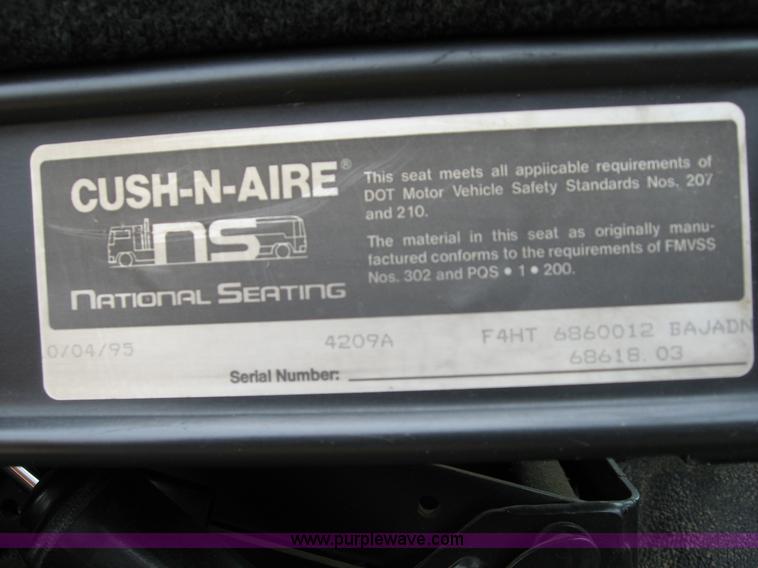 CUSH-N-AIRE®
ns
NATIONAL SEATING
This seat meets all applicable requirements of
DOT Motor Vehicle Safety Standards Nos. 207
and 210.
The material in this seat as originally manu-
factured conforms to the requirements of FMVSS
Nos. 302 and PQS • 1 • 200.
0/04/95 4209A F4HT 6860012 BAJADN
68618.03
Serial Number:
www.purplewave.com